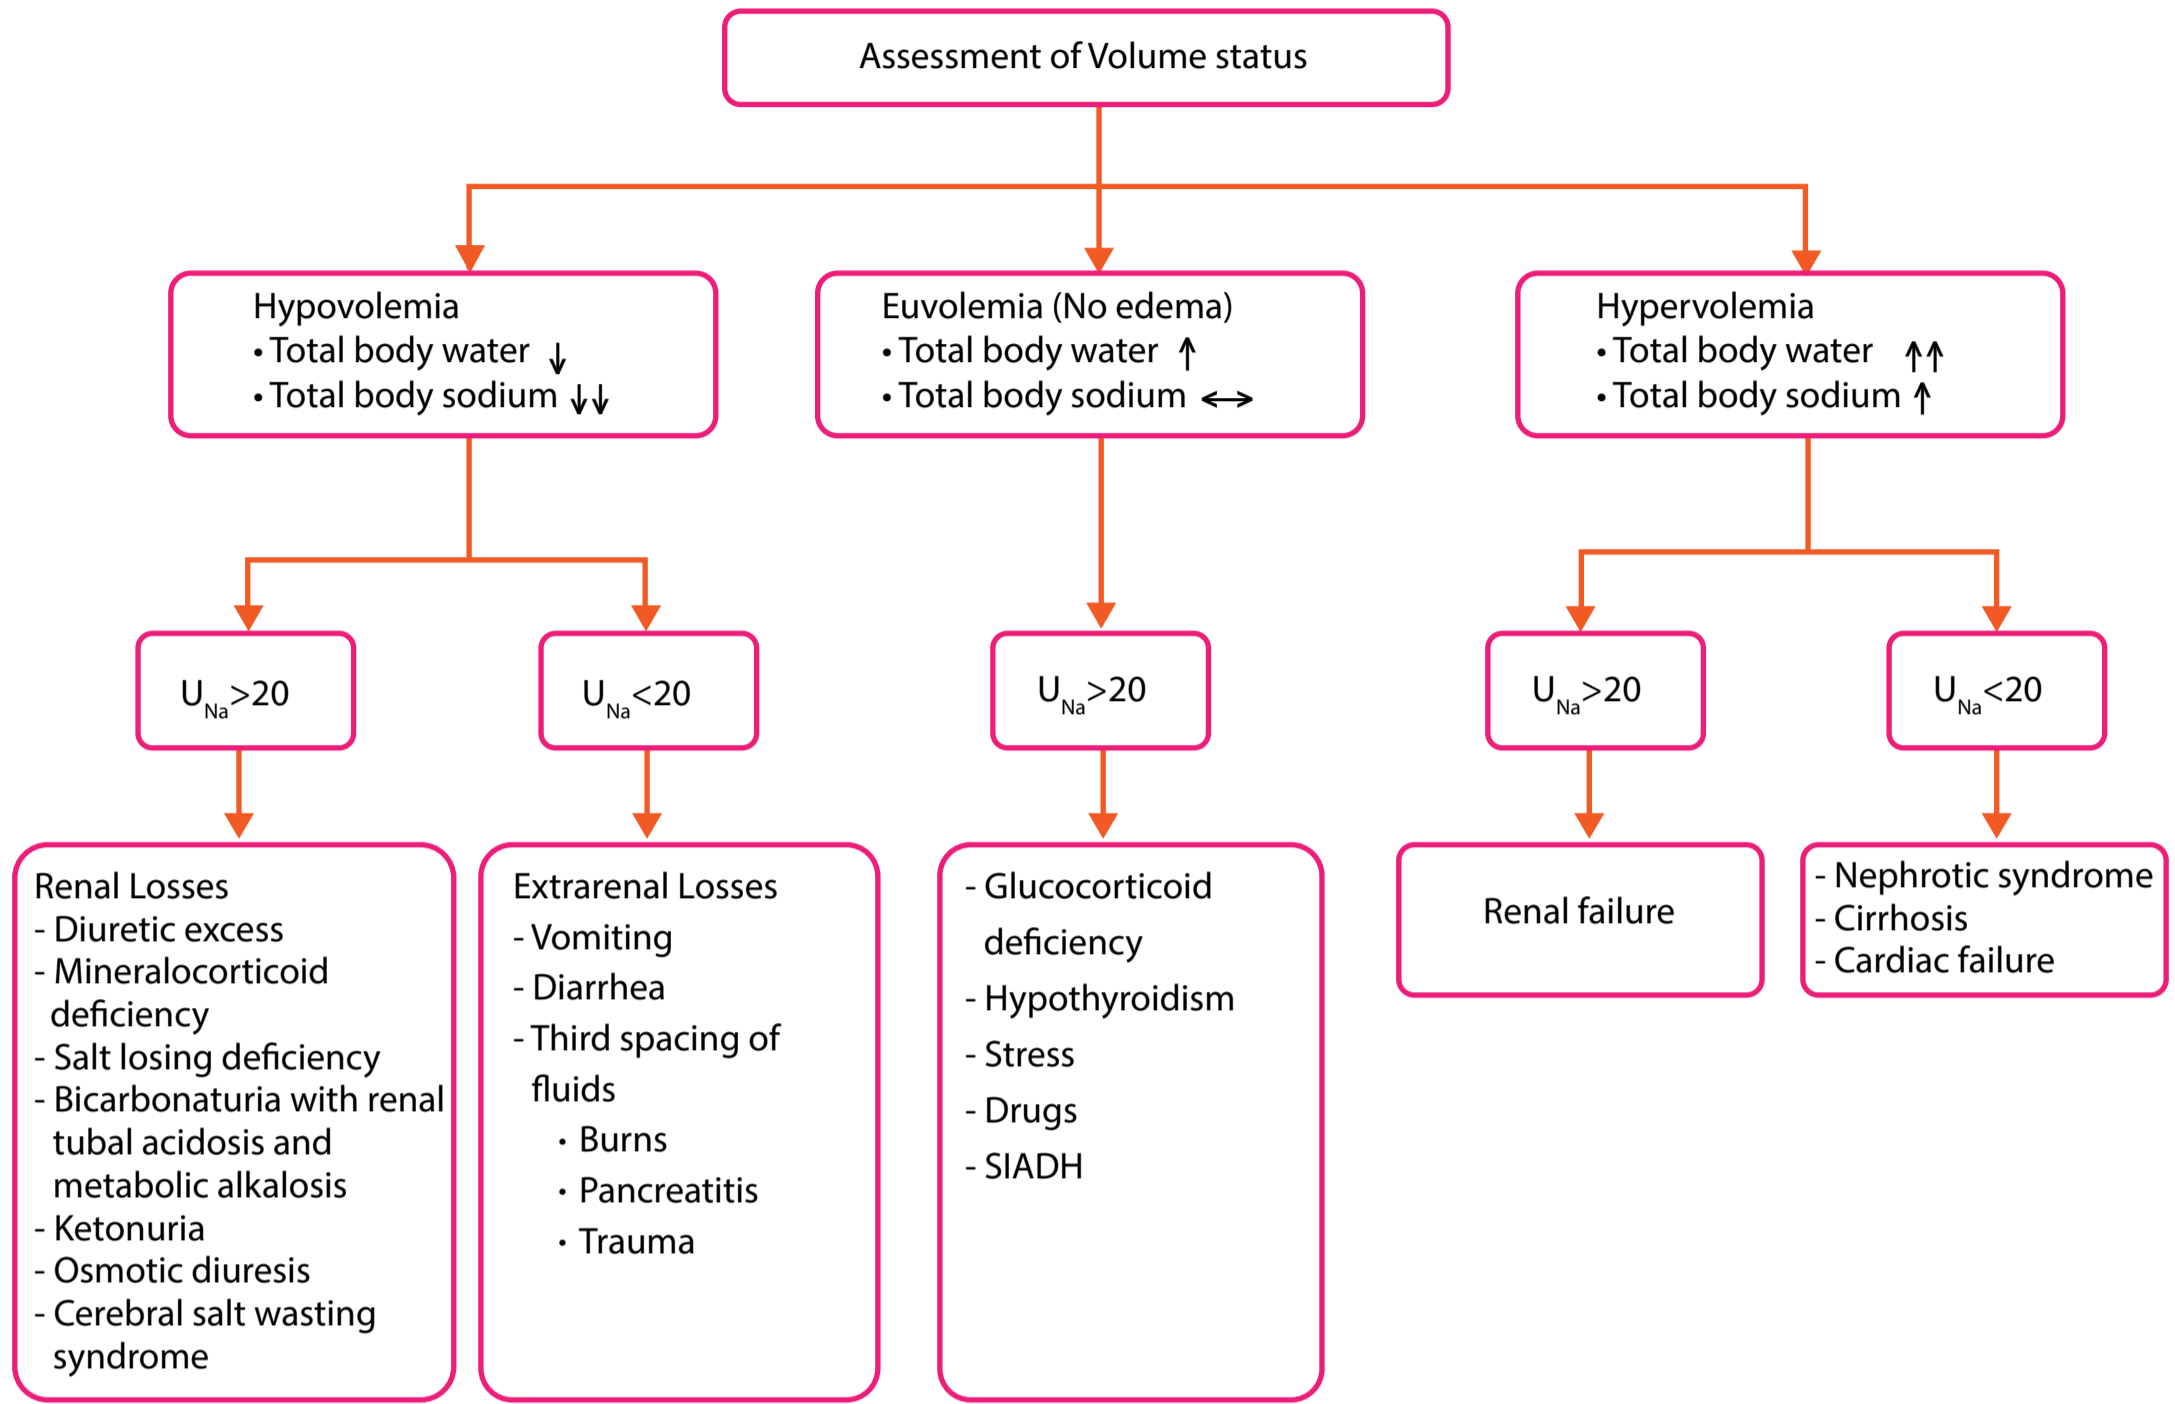 Assessment of Volume status
Hypovolemia
• Total body water ↓
• Total body sodium ↓↓
Euvolemia (No edema)
• Total body water ↑
• Total body sodium ↔
Hypervolemia
• Total body water ↑↑
• Total body sodium ↑
UNa>20
UNa<20
UNa>20
UNa>20
UNa<20
Renal Losses
- Diuretic excess
- Mineralocorticoid
deficiency
- Salt losing deficiency
- Bicarbonaturia with renal
tubal acidosis and
metabolic alkalosis
- Ketonuria
- Osmotic diuresis
- Cerebral salt wasting
syndrome
Extrarenal Losses
- Vomiting
- Diarrhea
- Third spacing of
fluids
• Burns
• Pancreatitis
• Trauma
- Glucocorticoid
deficiency
- Hypothyroidism
- Stress
- Drugs
- SIADH
Renal failure
- Nephrotic syndrome
- Cirrhosis
- Cardiac failure